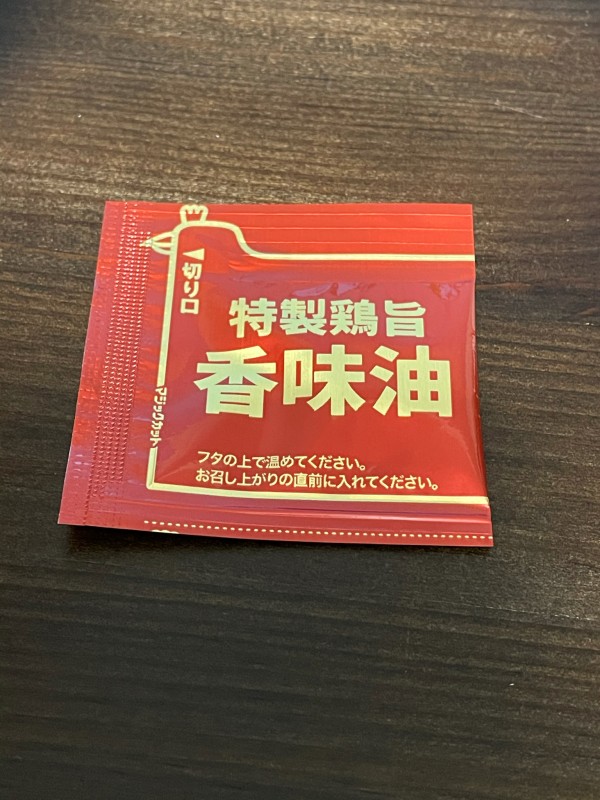 切り口
特製鶏旨
香味油
マジックカット
フタの上で温めてください。
お召し上がりの直前に入れてください。